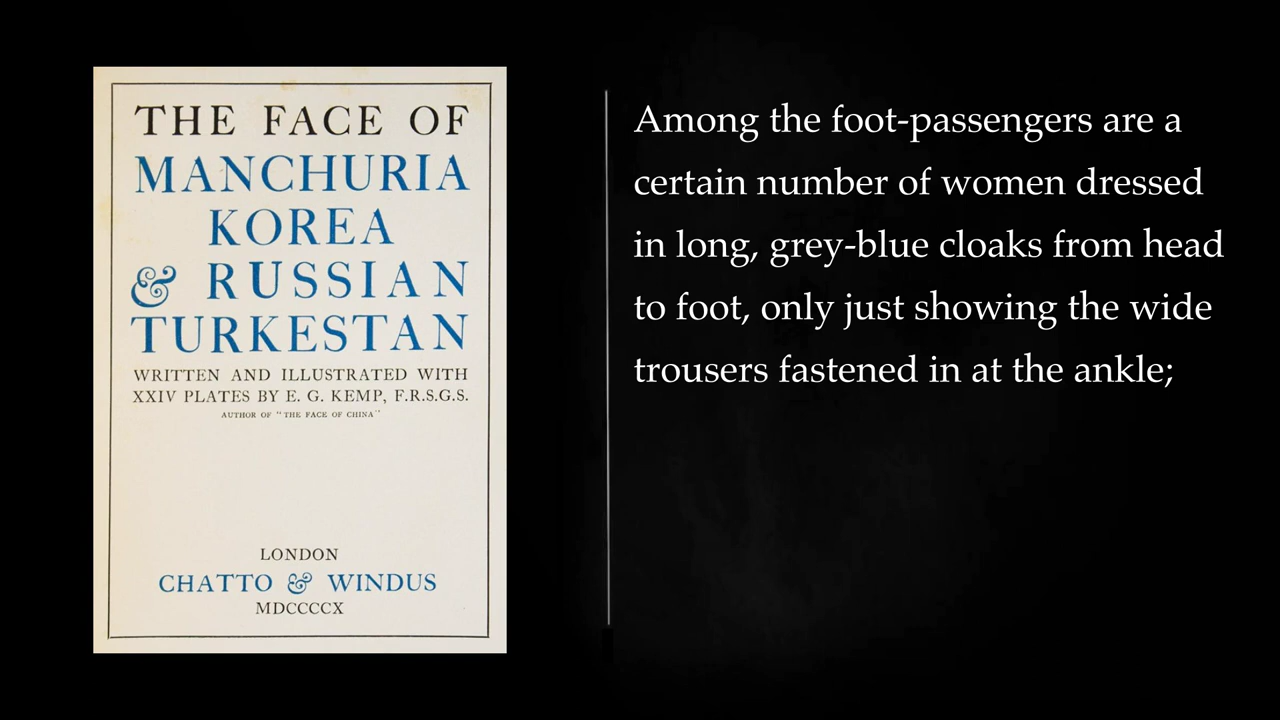 THE FACE OF
MANCHURIA
KOREA
& RUSSIAN
TURKESTAN
WRITTEN AND ILLUSTRATED WITH
XXIV PLATES BY E. G. KEMP, F.R.S.G.S.
AUTHOR OF "THE FACE OF CHINA"
LONDON
CHATTO & WINDUS
MDCCCCX
Among the foot-passengers are a
certain number of women dressed
in long, grey-blue cloaks from head
to foot, only just showing the wide
trousers fastened in at the ankle;